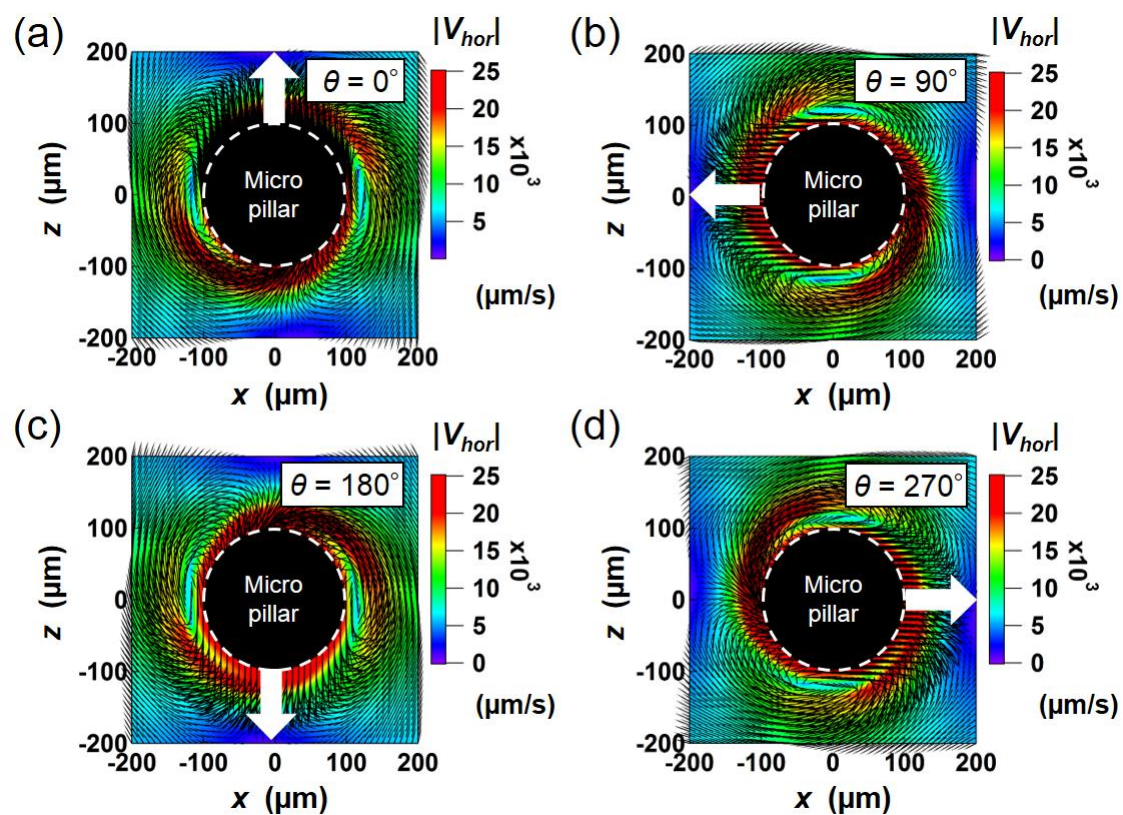 (a)
|V_hor|
θ = 0°
200
100
0
-100
-200
z (µm)
Micro
pillar
-200 -100 0 100 200
x (µm)
25
20
15
10
5
x10³
(µm/s)
(b)
|V_hor|
θ = 90°
200
100
0
-100
-200
z (µm)
Micro
pillar
-200 -100 0 100 200
x (µm)
25
20
15
10
5
0
x10³
(µm/s)
(c)
|V_hor|
θ = 180°
200
100
0
-100
-200
z (µm)
Micro
pillar
-200 -100 0 100 200
x (µm)
25
20
15
10
5
0
x10³
(µm/s)
(d)
|V_hor|
θ = 270°
200
100
0
-100
-200
z (µm)
Micro
pillar
-200 -100 0 100 200
x (µm)
25
20
15
10
5
0
x10³
(µm/s)